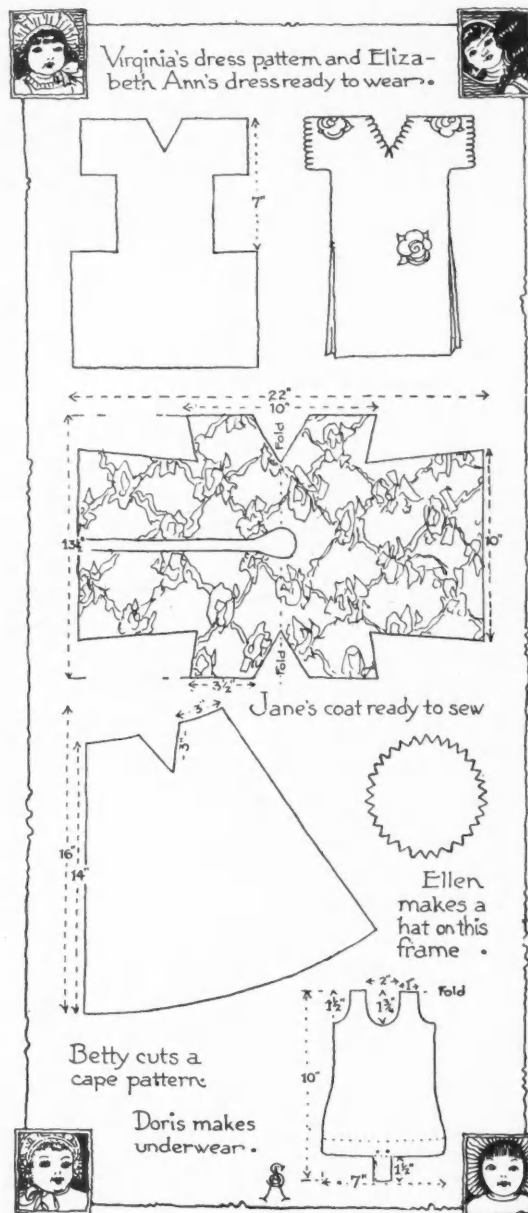 Virginia's dress pattern and Eliza-
beth Ann's dress ready to wear.
7"
22"
10"
Fold
13½"
10"
Fold
3½"
Jane's coat ready to sew
3"
3"
16"
14"
Ellen
makes a
hat on this
frame.
Betty cuts a
cape pattern.
2"
1"
Fold
1½"
1¾"
10"
Doris makes
underwear.
1½"
7"